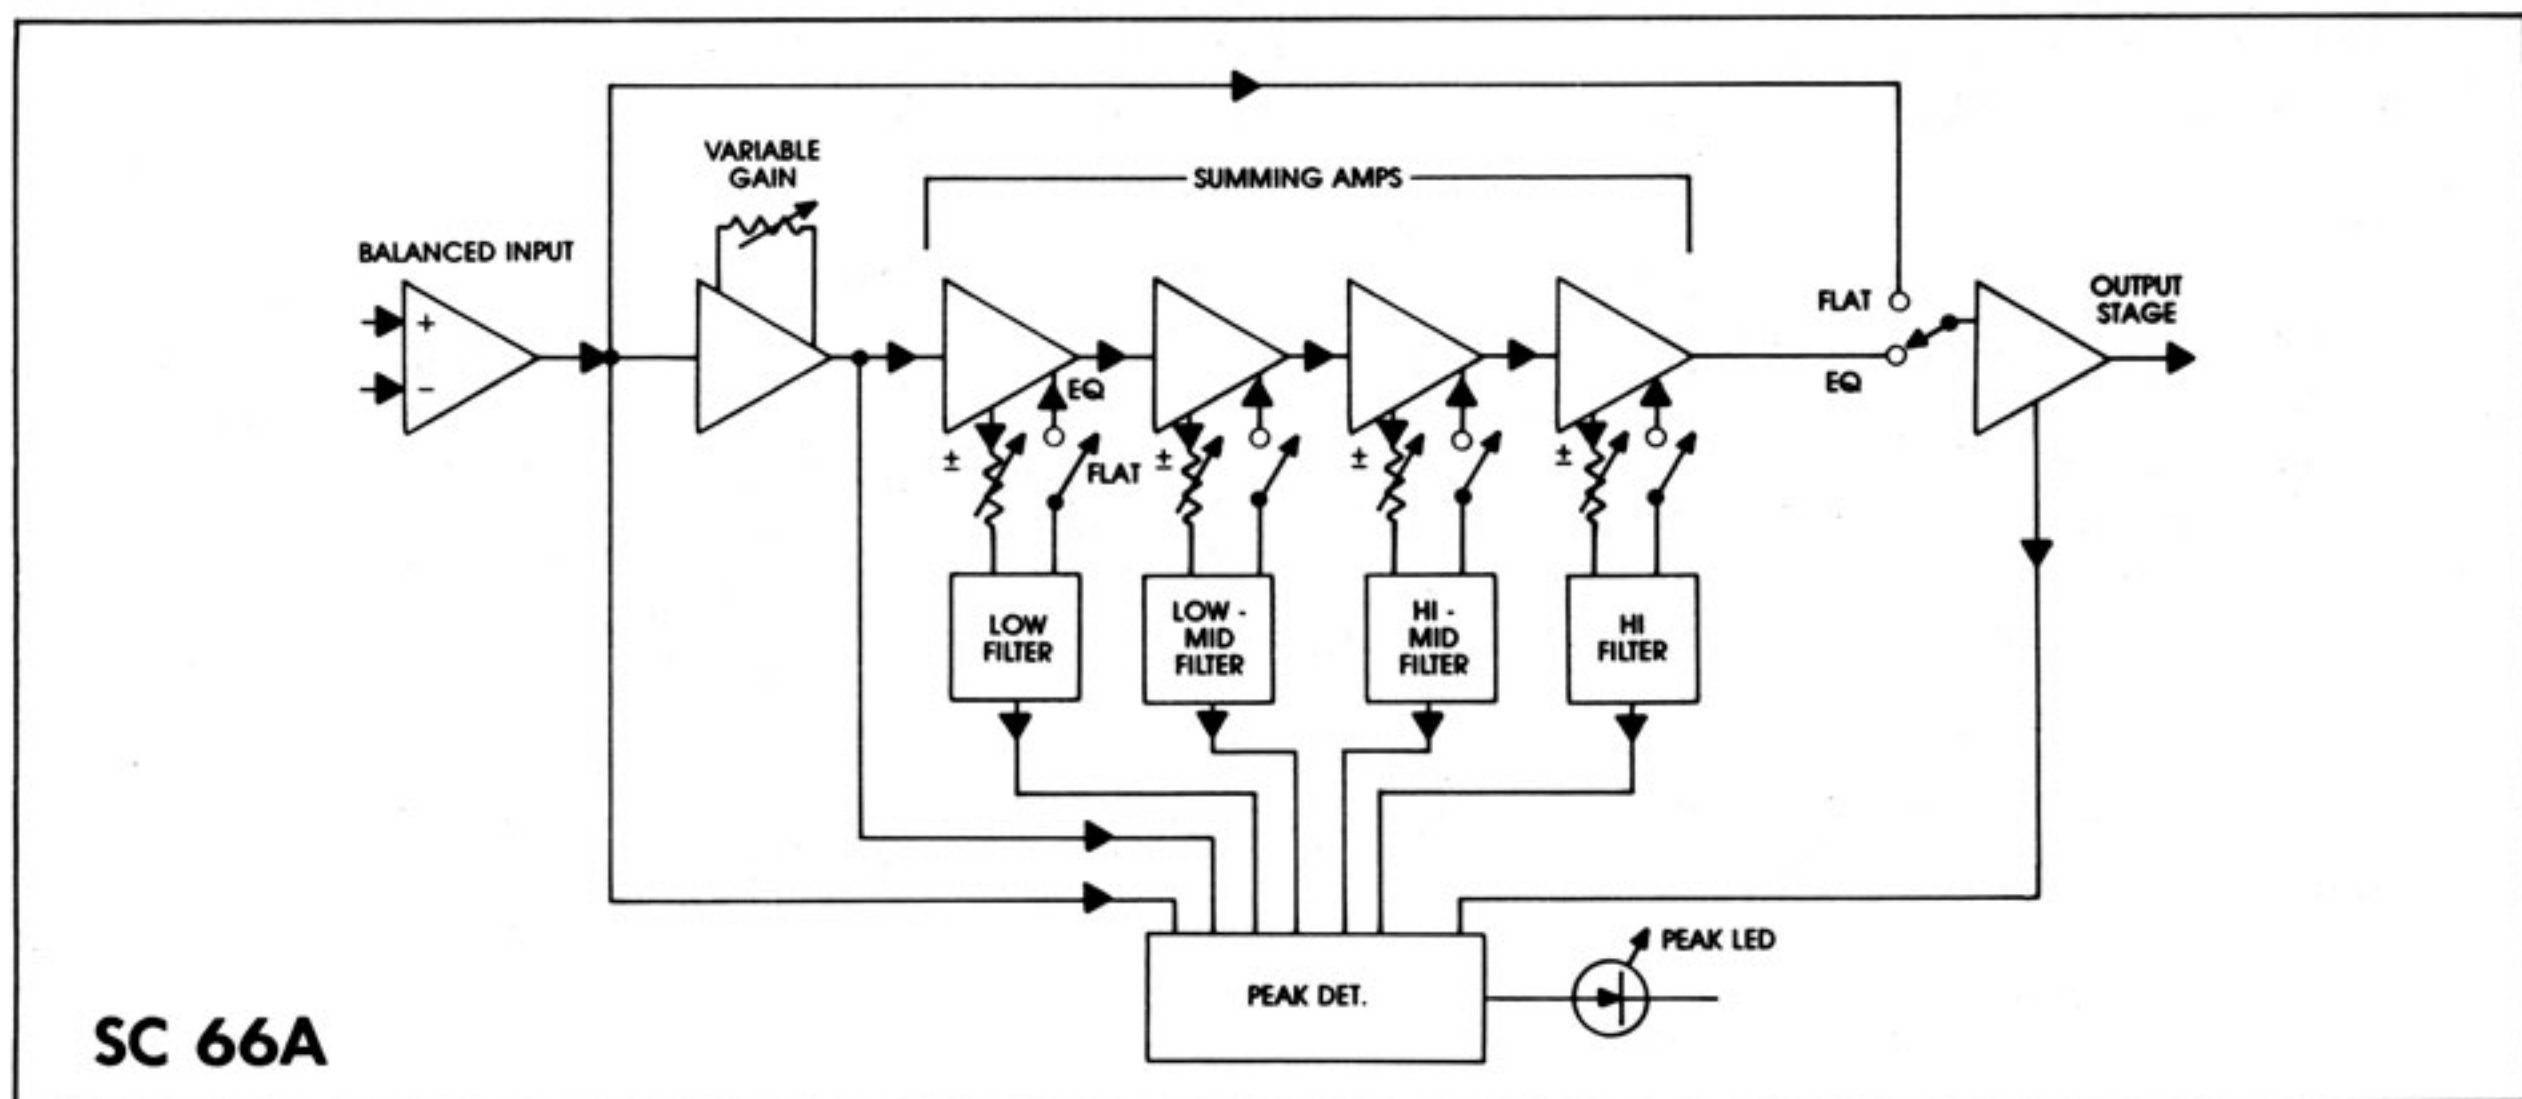 VARIABLE
GAIN
SUMMING AMPS
BALANCED INPUT
+
−
FLAT
EQ
OUTPUT
STAGE
EQ
FLAT
±
±
±
±
LOW
FILTER
LOW -
MID
FILTER
HI -
MID
FILTER
HI
FILTER
PEAK LED
PEAK DET.
SC 66A